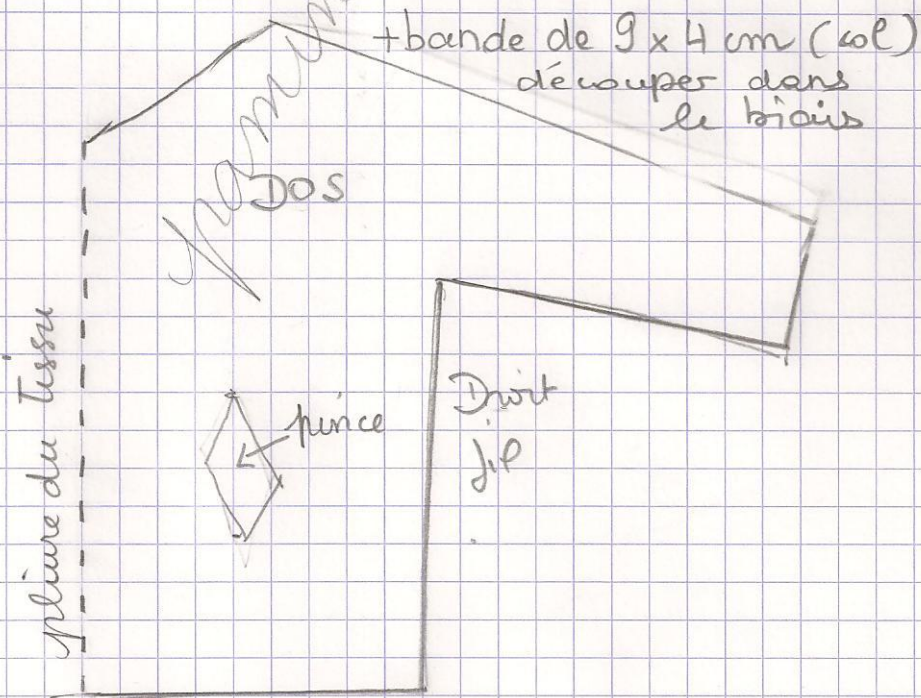 +bande de 9 x 4 cm (col)
découper dans
le biais
DOS
pliure du tissu
pince
Droit
fil